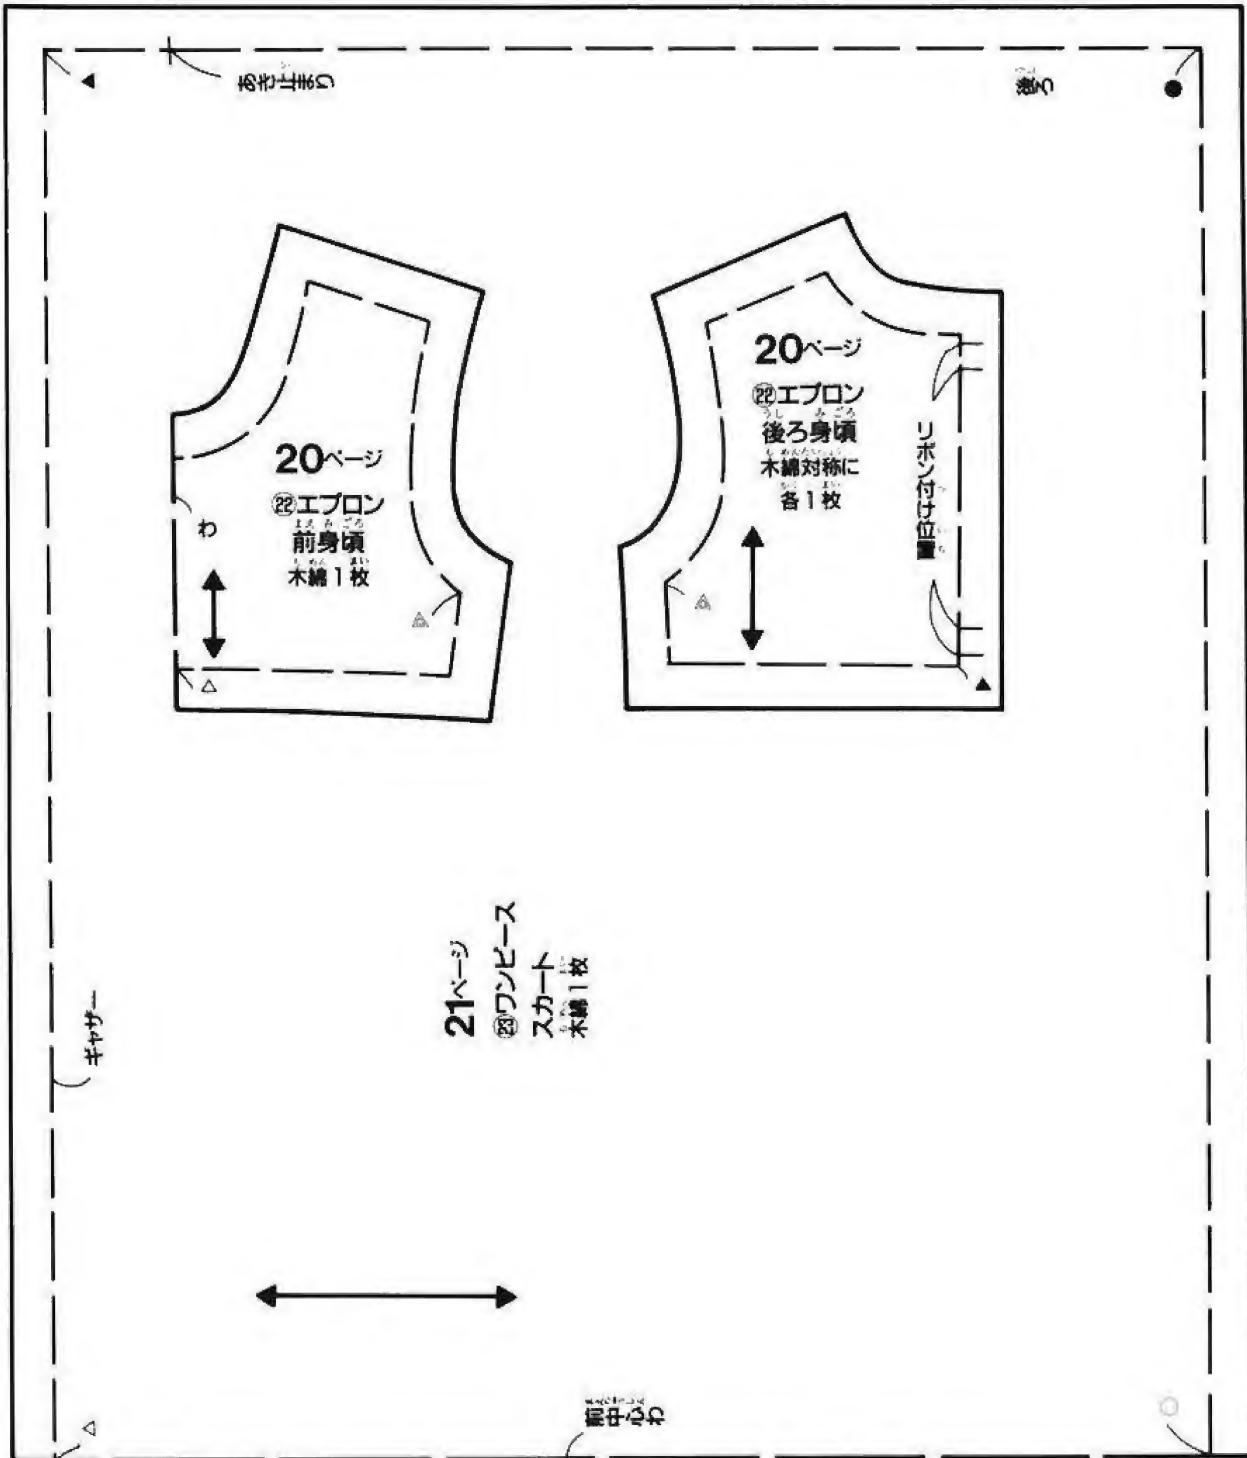 あき止まり
後ろ
20ページ
㉒エプロン
前身頃
木綿1枚
わ
20ページ
㉒エプロン
後ろ身頃
木綿対称に
各1枚
リボン付け位置
21ページ
㉓ワンピース
スカート
木綿1枚
ギャザー
前中心わ